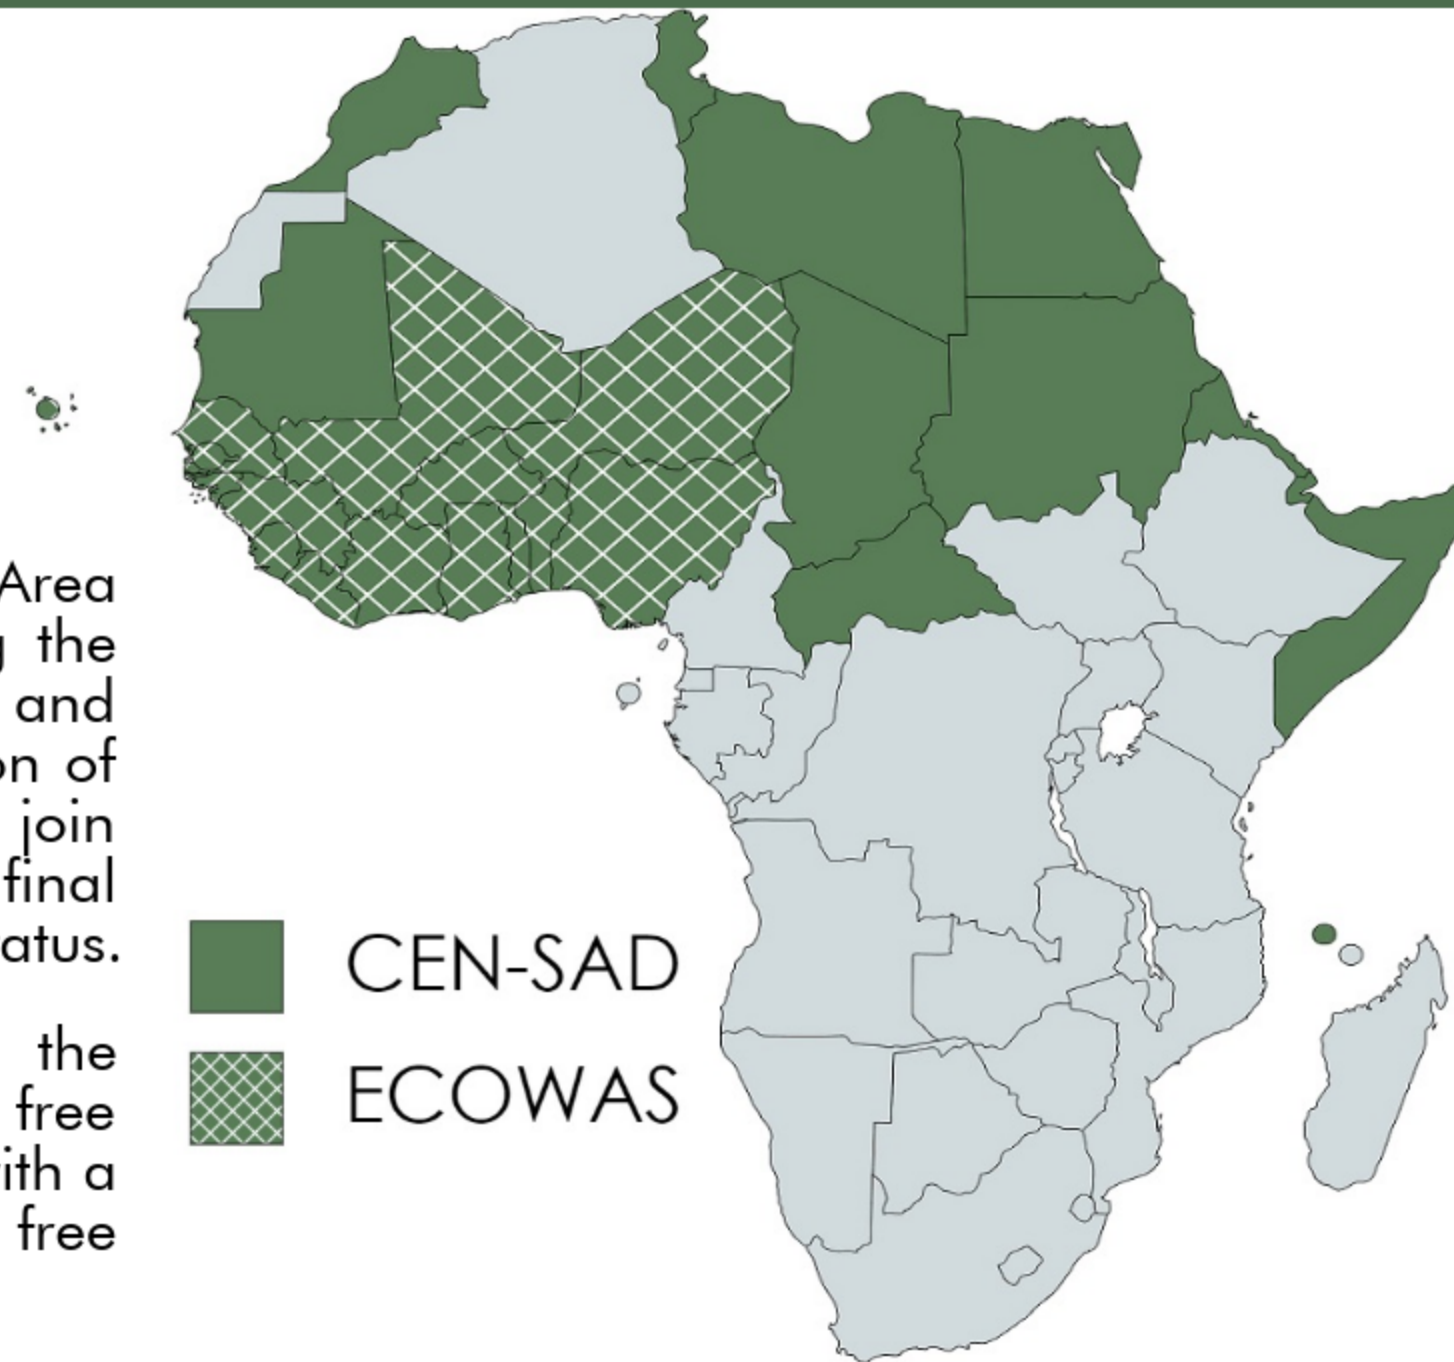 Area
g the
and
on of
join
final
atus.
the
free
ith a
free
CEN-SAD
ECOWAS